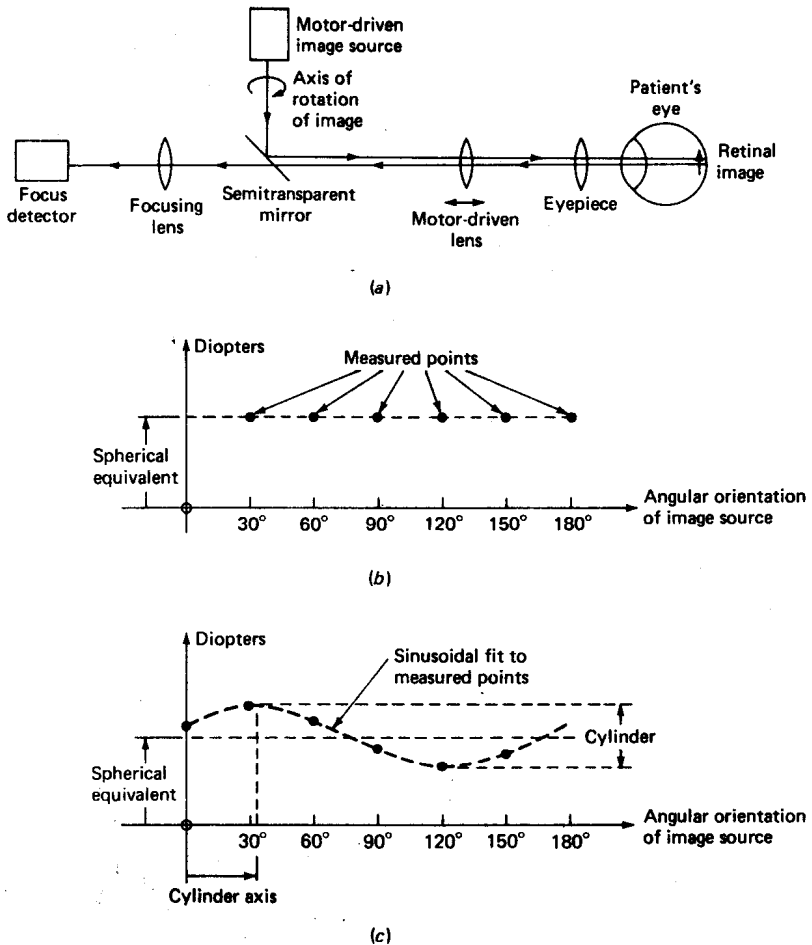 Motor-driven
image source
Axis of
rotation
of image
Patient's
eye
Retinal
image
Focus
detector
Focusing
lens
Semitransparent
mirror
Motor-driven
lens
Eyepiece
(a)
Diopters
Measured points
Spherical
equivalent
Angular orientation
of image source
30° 60° 90° 120° 150° 180°
(b)
Diopters
Sinusoidal fit to
measured points
Cylinder
Spherical
equivalent
Angular orientation
of image source
30° 60° 90° 120° 150° 180°
Cylinder axis
(c)